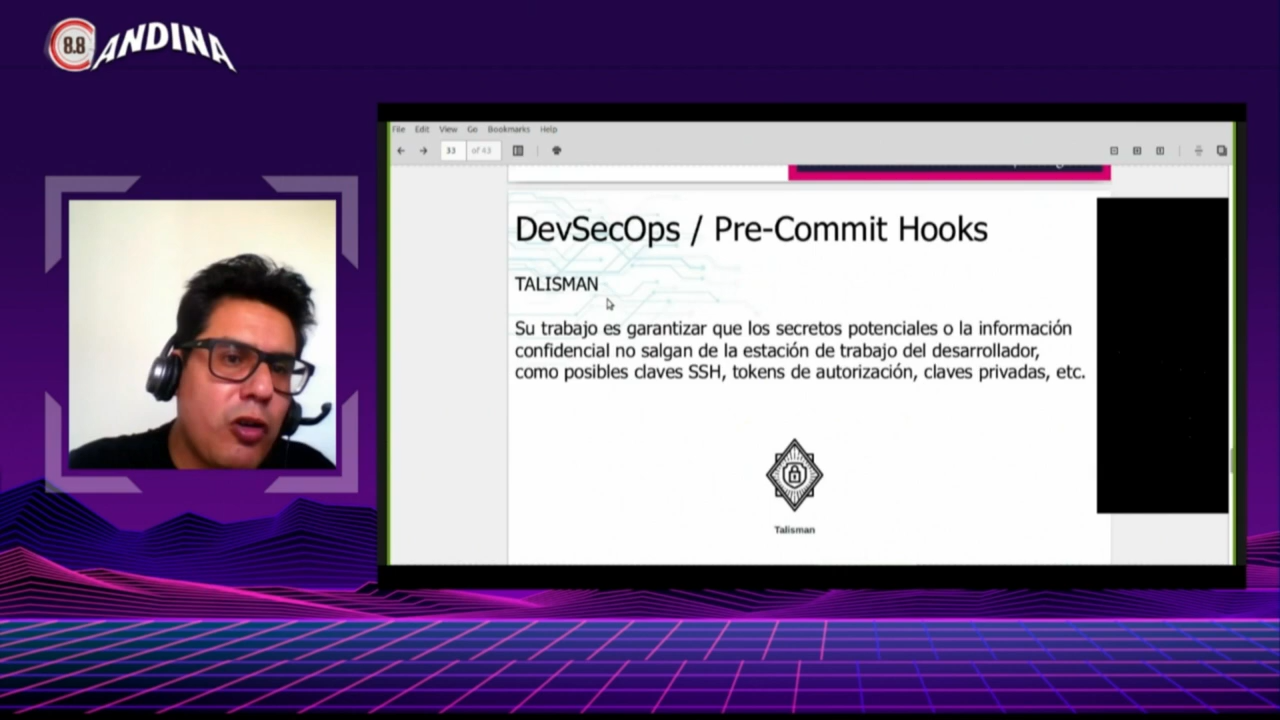 8.8
ANDINA
File Edit View Go Bookmarks Help
33 of 43
DevSecOps / Pre-Commit Hooks
TALISMAN
Su trabajo es garantizar que los secretos potenciales o la información
confidencial no salgan de la estación de trabajo del desarrollador,
como posibles claves SSH, tokens de autorización, claves privadas, etc.
Talisman